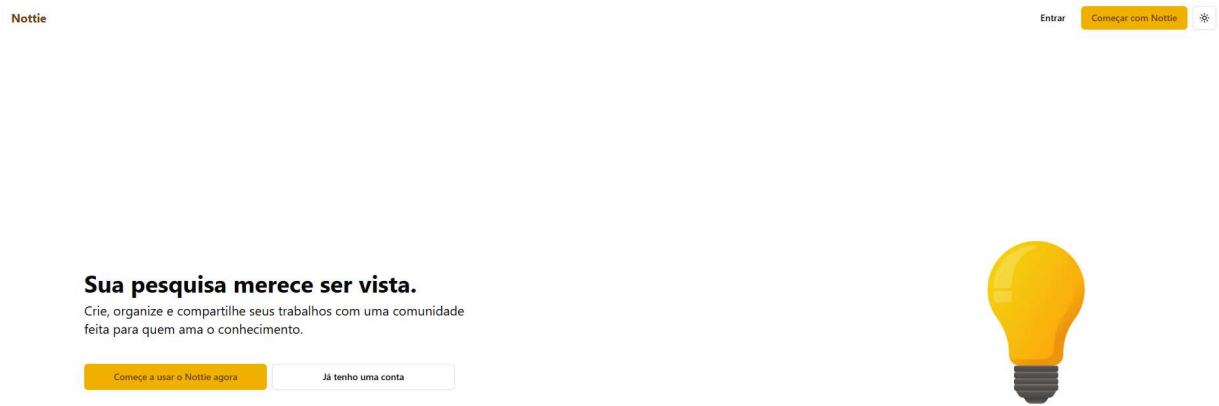 Nottie
Entrar
Começar com Nottie
Sua pesquisa merece ser vista.
Crie, organize e compartilhe seus trabalhos com uma comunidade
feita para quem ama o conhecimento.
Começe a usar o Nottie agora
Já tenho uma conta